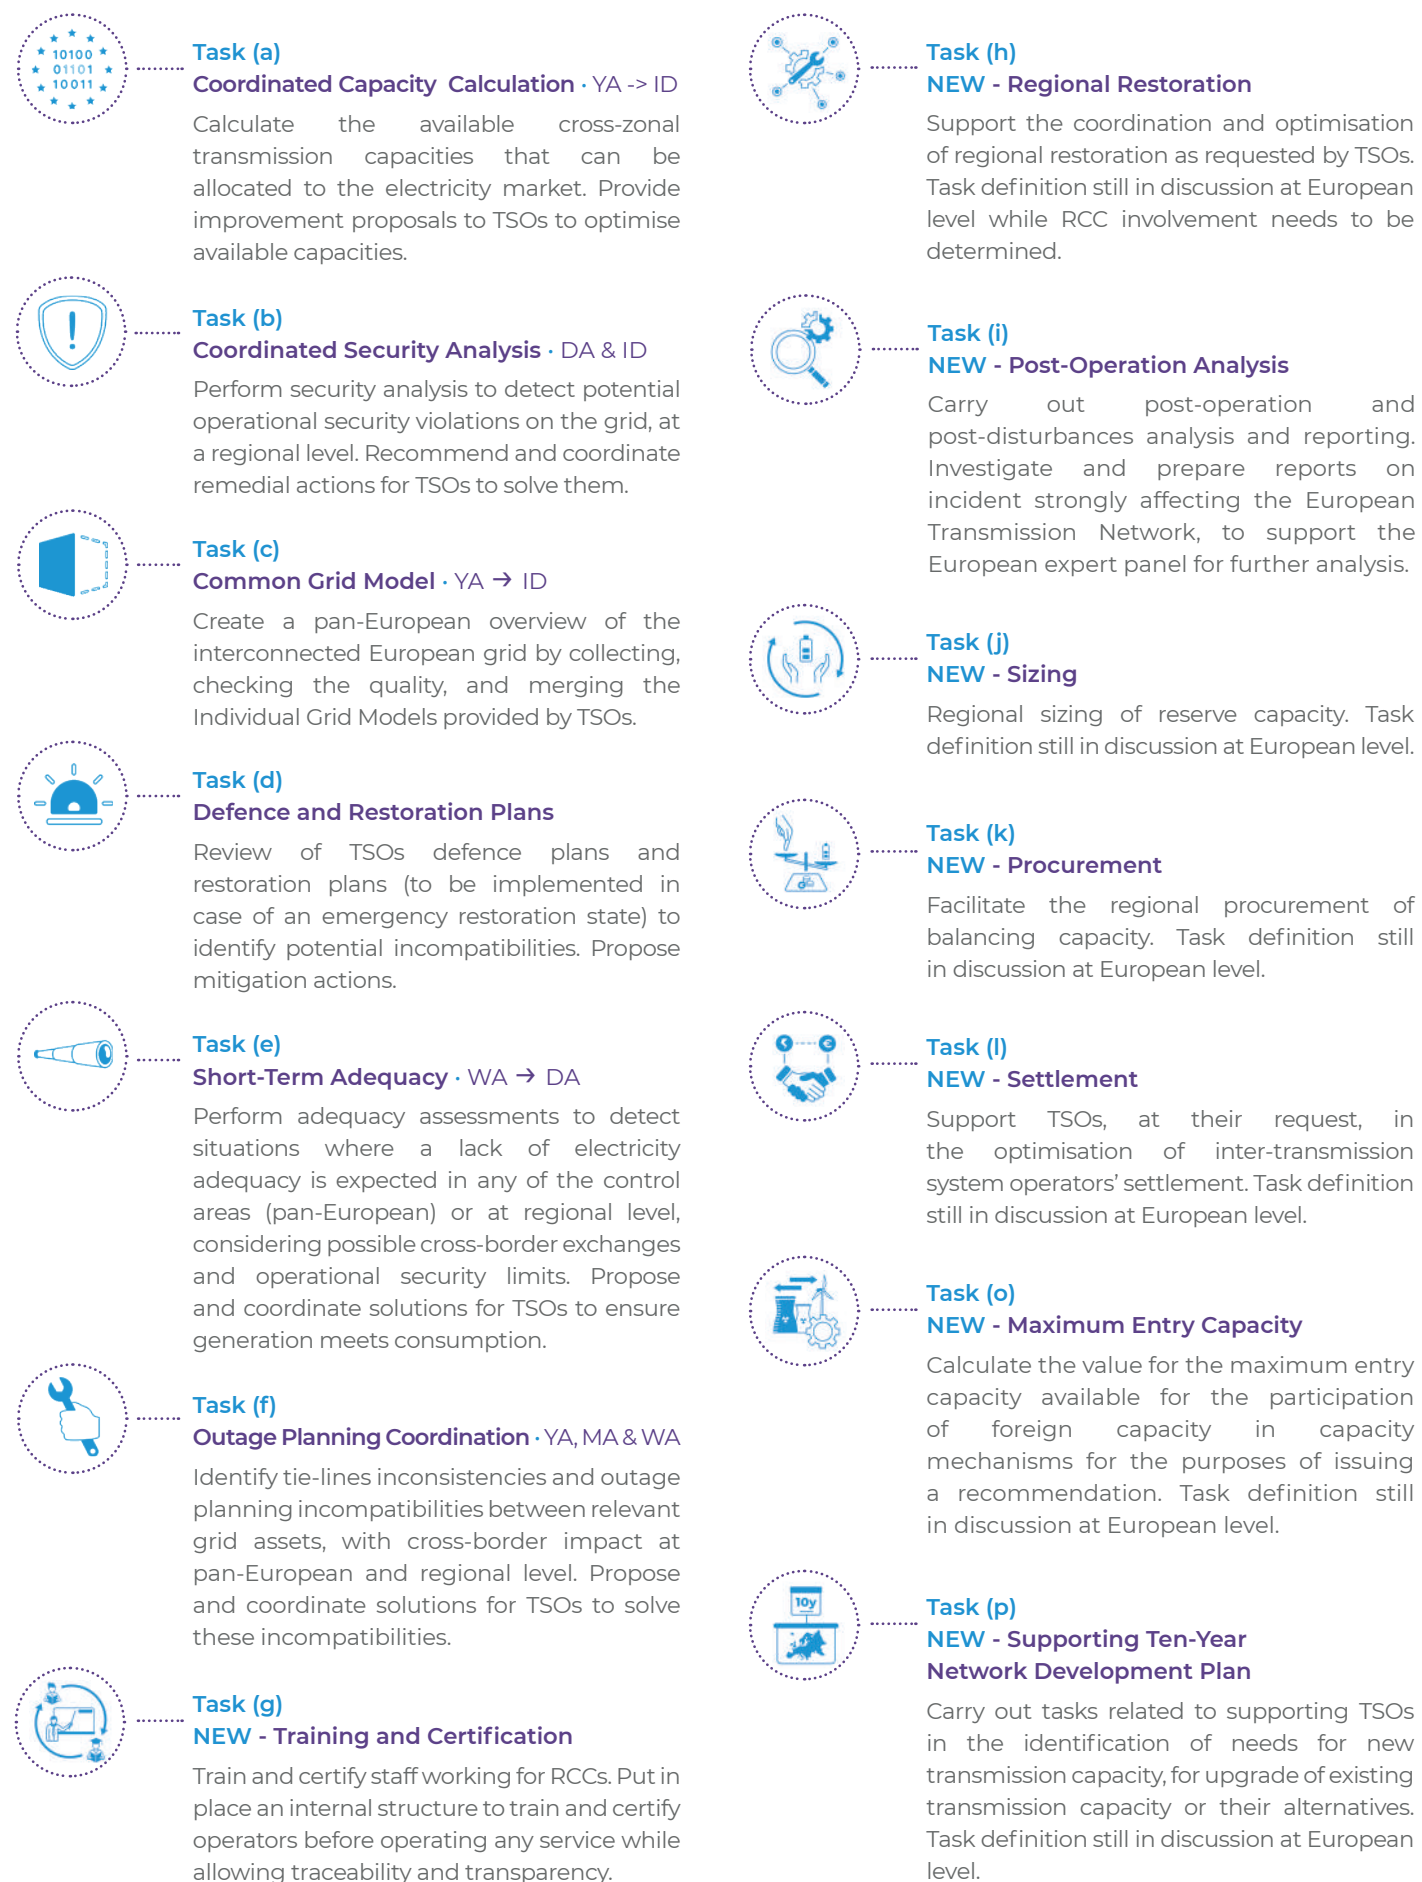 10100
01101
10011
Task (a)
Coordinated Capacity Calculation · YA -> ID
Calculate the available cross-zonal
transmission capacities that can be
allocated to the electricity market. Provide
improvement proposals to TSOs to optimise
available capacities.
Task (b)
Coordinated Security Analysis · DA & ID
Perform security analysis to detect potential
operational security violations on the grid, at
a regional level. Recommend and coordinate
remedial actions for TSOs to solve them.
Task (c)
Common Grid Model · YA → ID
Create a pan-European overview of the
interconnected European grid by collecting,
checking the quality, and merging the
Individual Grid Models provided by TSOs.
Task (d)
Defence and Restoration Plans
Review of TSOs defence plans and
restoration plans (to be implemented in
case of an emergency restoration state) to
identify potential incompatibilities. Propose
mitigation actions.
Task (e)
Short-Term Adequacy · WA → DA
Perform adequacy assessments to detect
situations where a lack of electricity
adequacy is expected in any of the control
areas (pan-European) or at regional level,
considering possible cross-border exchanges
and operational security limits. Propose
and coordinate solutions for TSOs to ensure
generation meets consumption.
Task (f)
Outage Planning Coordination · YA, MA & WA
Identify tie-lines inconsistencies and outage
planning incompatibilities between relevant
grid assets, with cross-border impact at
pan-European and regional level. Propose
and coordinate solutions for TSOs to solve
these incompatibilities.
Task (g)
NEW - Training and Certification
Train and certify staff working for RCCs. Put in
place an internal structure to train and certify
operators before operating any service while
allowing traceability and transparency.
Task (h)
NEW - Regional Restoration
Support the coordination and optimisation
of regional restoration as requested by TSOs.
Task definition still in discussion at European
level while RCC involvement needs to be
determined.
Task (i)
NEW - Post-Operation Analysis
Carry out post-operation and
post-disturbances analysis and reporting.
Investigate and prepare reports on
incident strongly affecting the European
Transmission Network, to support the
European expert panel for further analysis.
Task (j)
NEW - Sizing
Regional sizing of reserve capacity. Task
definition still in discussion at European level.
Task (k)
NEW - Procurement
Facilitate the regional procurement of
balancing capacity. Task definition still
in discussion at European level.
Task (l)
NEW - Settlement
Support TSOs, at their request, in
the optimisation of inter-transmission
system operators' settlement. Task definition
still in discussion at European level.
Task (o)
NEW - Maximum Entry Capacity
Calculate the value for the maximum entry
capacity available for the participation
of foreign capacity in capacity
mechanisms for the purposes of issuing
a recommendation. Task definition still
in discussion at European level.
10y
Task (p)
NEW - Supporting Ten-Year
Network Development Plan
Carry out tasks related to supporting TSOs
in the identification of needs for new
transmission capacity, for upgrade of existing
transmission capacity or their alternatives.
Task definition still in discussion at European
level.